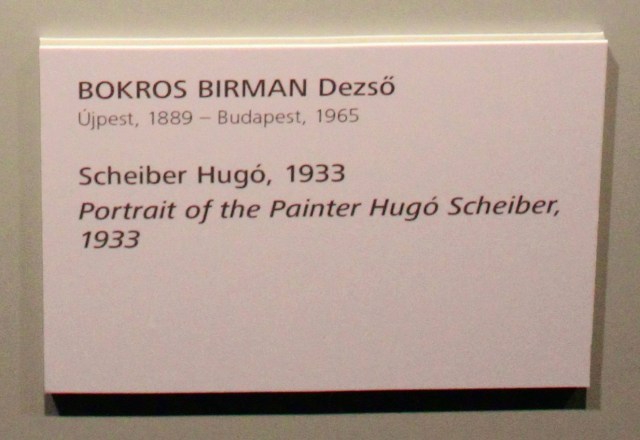 BOKROS BIRMAN Dezső
Újpest, 1889 – Budapest, 1965
Scheiber Hugó, 1933
Portrait of the Painter Hugó Scheiber,
1933